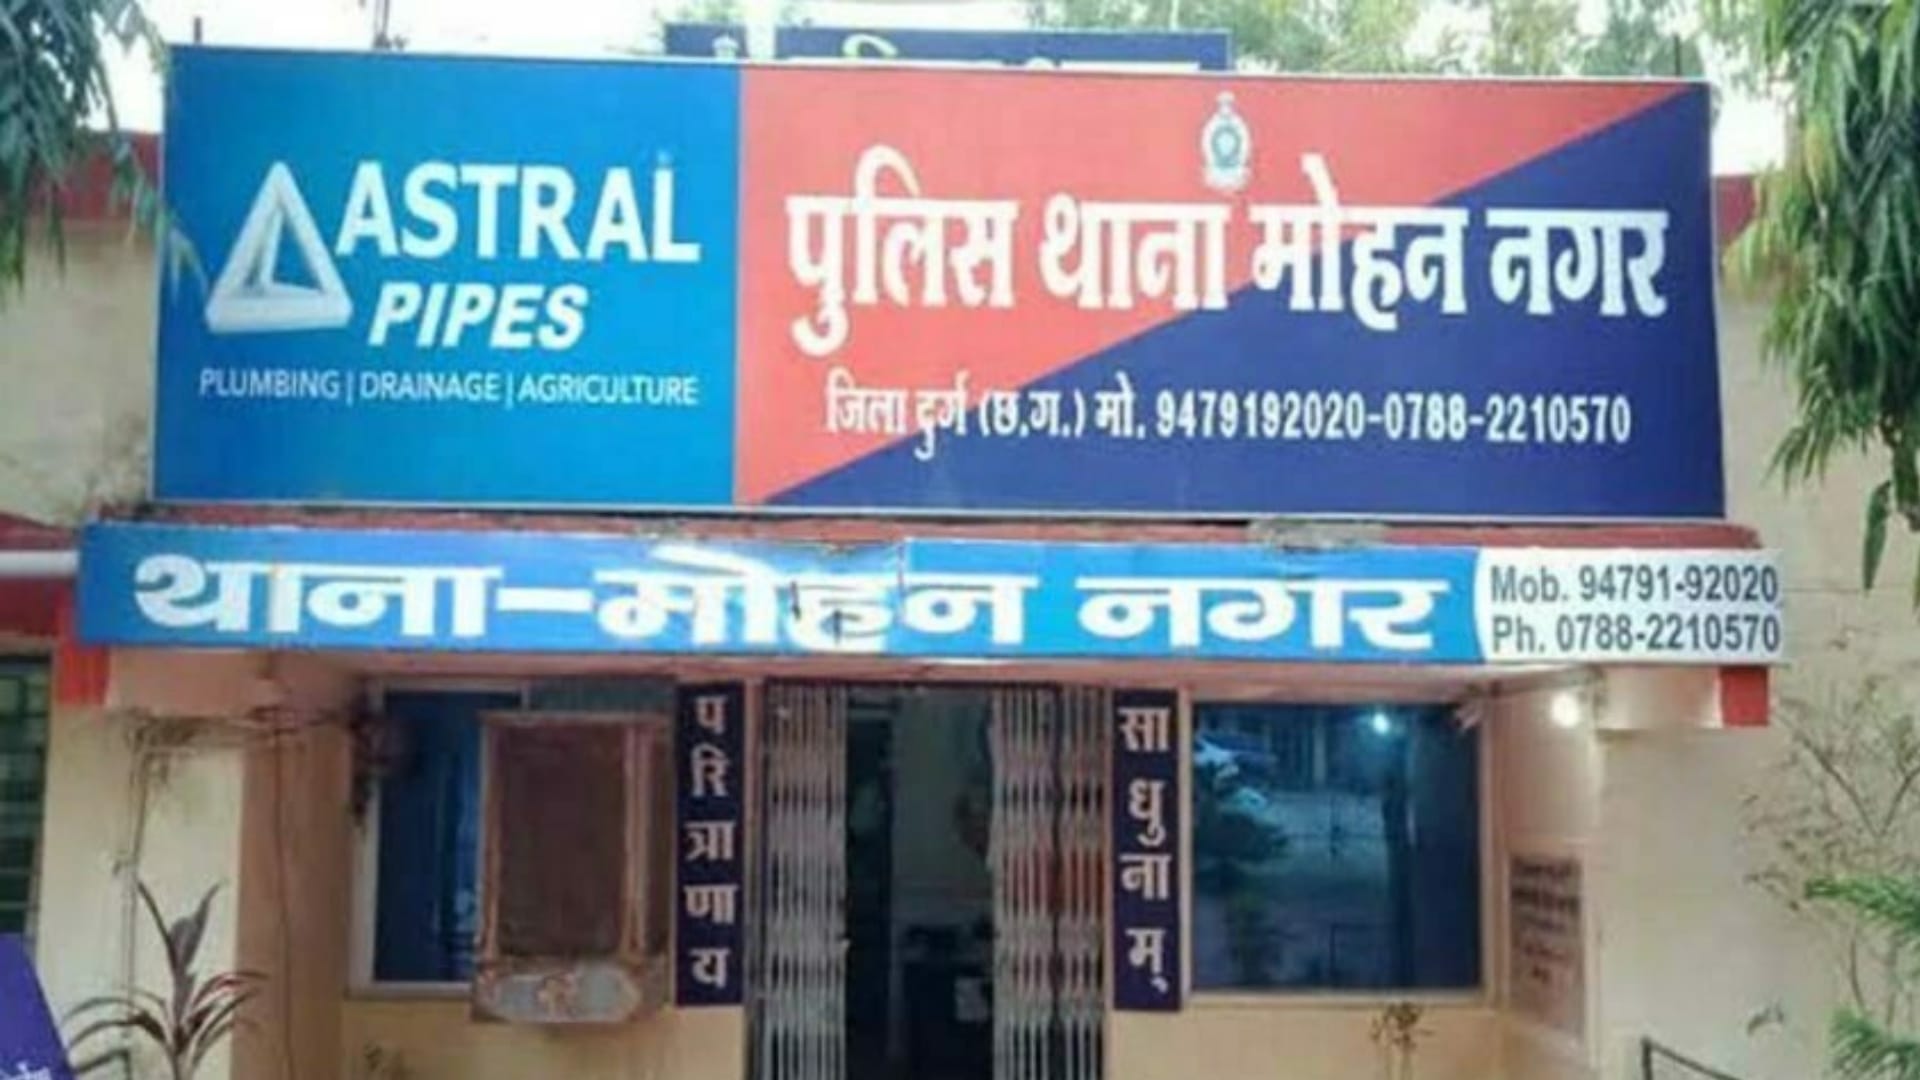 ASTRAL
PIPES
PLUMBING | DRAINAGE | AGRICULTURE
पुलिस थाना मोहन नगर
जिला दुर्ग (छ.ग.) मो. 9479192020-0788-2210570
थाना-मोहन नगर
Mob. 94791-92020
Ph. 0788-2210570
परित्राणाय
साधुनाम्